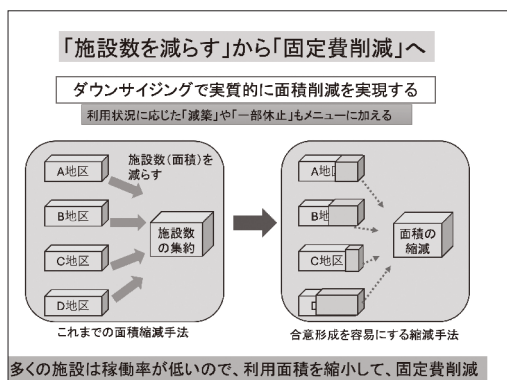 「施設数を減らす」から「固定費削減」へ
ダウンサイジングで実質的に面積削減を実現する
利用状況に応じた「減築」や「一部休止」もメニューに加える
施設数（面積）を
減らす
A地区
B地区
C地区
D地区
施設数
の集約
これまでの面積縮減手法
A地区
B地
C地区
面積の
縮減
合意形成を容易にする縮減手法
多くの施設は稼働率が低いので、利用面積を縮小して、固定費削減